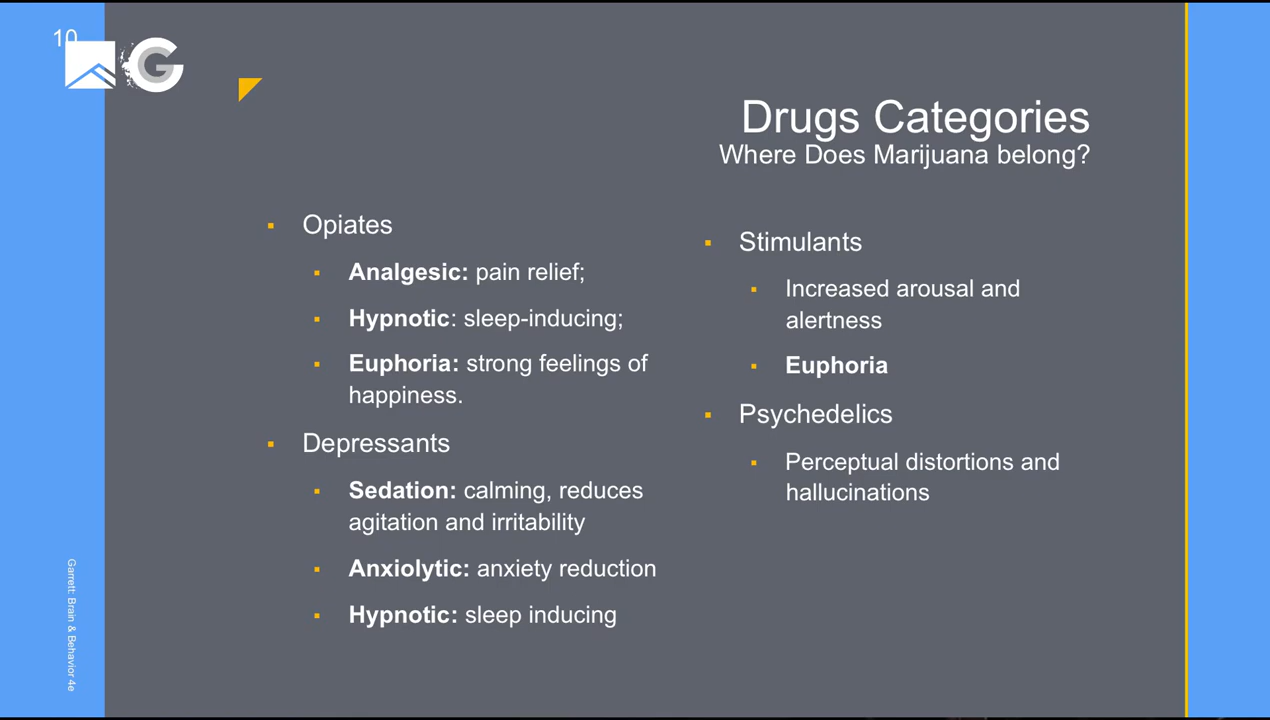 10
G
Drugs Categories
Where Does Marijuana belong?
▪ Opiates
▪ Analgesic: pain relief;
▪ Hypnotic: sleep-inducing;
▪ Euphoria: strong feelings of
happiness.
▪ Depressants
▪ Sedation: calming, reduces
agitation and irritability
▪ Anxiolytic: anxiety reduction
▪ Hypnotic: sleep inducing
▪ Stimulants
▪ Increased arousal and
alertness
▪ Euphoria
▪ Psychedelics
▪ Perceptual distortions and
hallucinations
Garrett: Brain & Behavior 4e